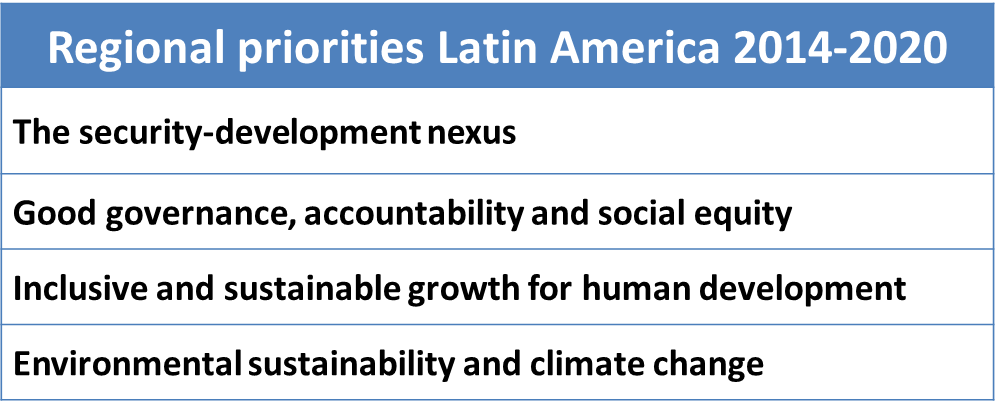 Regional priorities Latin America 2014-2020
The security-development nexus
Good governance, accountability and social equity
Inclusive and sustainable growth for human development
Environmental sustainability and climate change